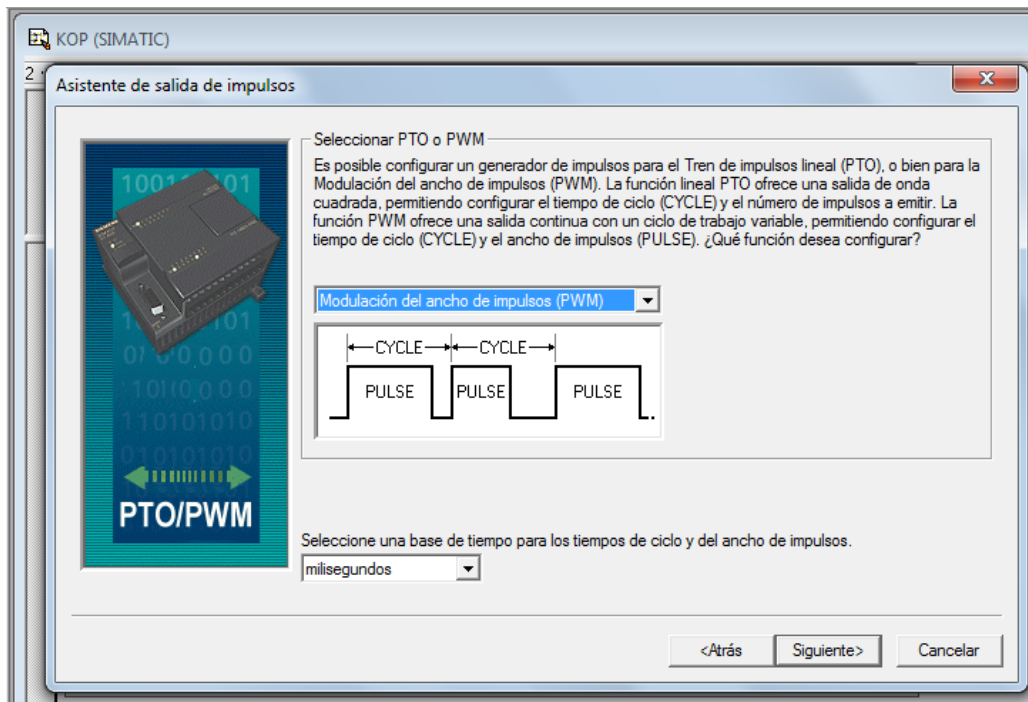 KOP (SIMATIC)
2
Asistente de salida de impulsos
Seleccionar PTO o PWM
Es posible configurar un generador de impulsos para el Tren de impulsos lineal (PTO), o bien para la
Modulación del ancho de impulsos (PWM). La función lineal PTO ofrece una salida de onda
cuadrada, permitiendo configurar el tiempo de ciclo (CYCLE) y el número de impulsos a emitir. La
función PWM ofrece una salida continua con un ciclo de trabajo variable, permitiendo configurar el
tiempo de ciclo (CYCLE) y el ancho de impulsos (PULSE). ¿Qué función desea configurar?
Modulación del ancho de impulsos (PWM)
CYCLE CYCLE
PULSE PULSE PULSE
110101010
PTO/PWM
Seleccione una base de tiempo para los tiempos de ciclo y del ancho de impulsos.
milisegundos
<Atrás Siguiente> Cancelar